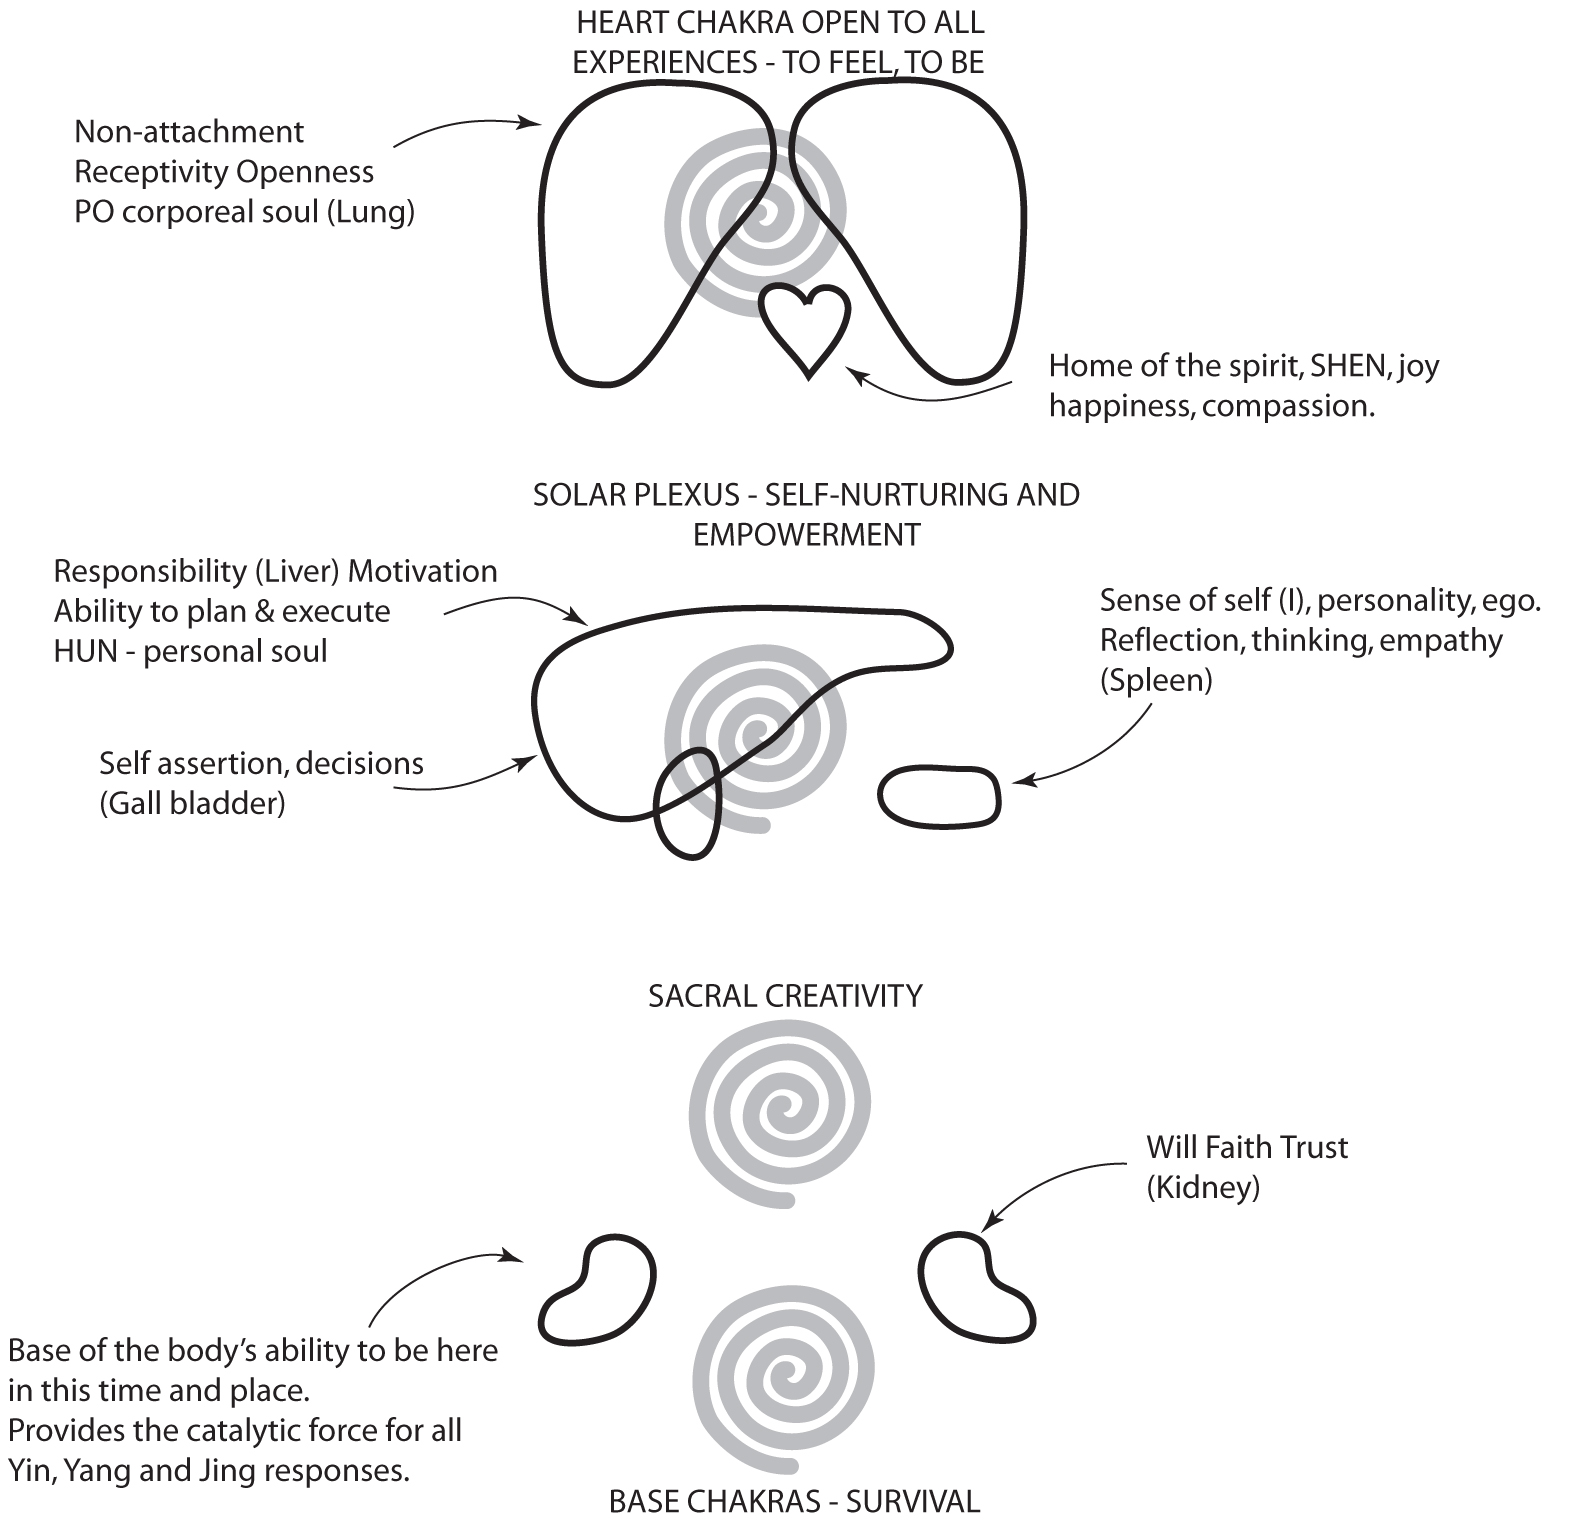 HEART CHAKRA OPEN TO ALL
EXPERIENCES - TO FEEL, TO BE
Non-attachment
Receptivity Openness
PO corporeal soul (Lung)
Home of the spirit, SHEN, joy
happiness, compassion.
SOLAR PLEXUS - SELF-NURTURING AND
EMPOWERMENT
Responsibility (Liver) Motivation
Ability to plan & execute
HUN - personal soul
Sense of self (I), personality, ego.
Reflection, thinking, empathy
(Spleen)
Self assertion, decisions
(Gall bladder)
SACRAL CREATIVITY
Will Faith Trust
(Kidney)
Base of the body’s ability to be here
in this time and place.
Provides the catalytic force for all
Yin, Yang and Jing responses.
BASE CHAKRAS - SURVIVAL